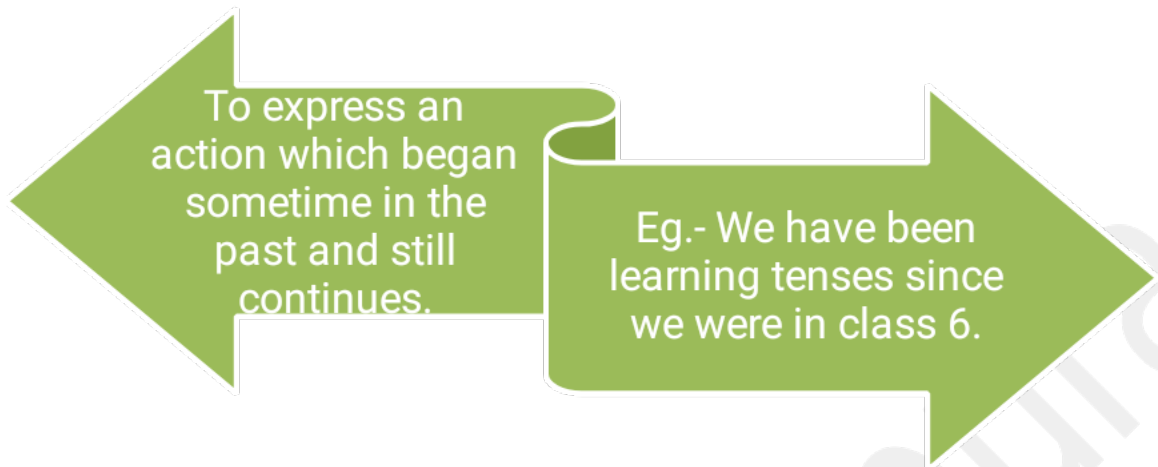 To express an
action which began
sometime in the
past and still
continues.
Eg.- We have been
learning tenses since
we were in class 6.